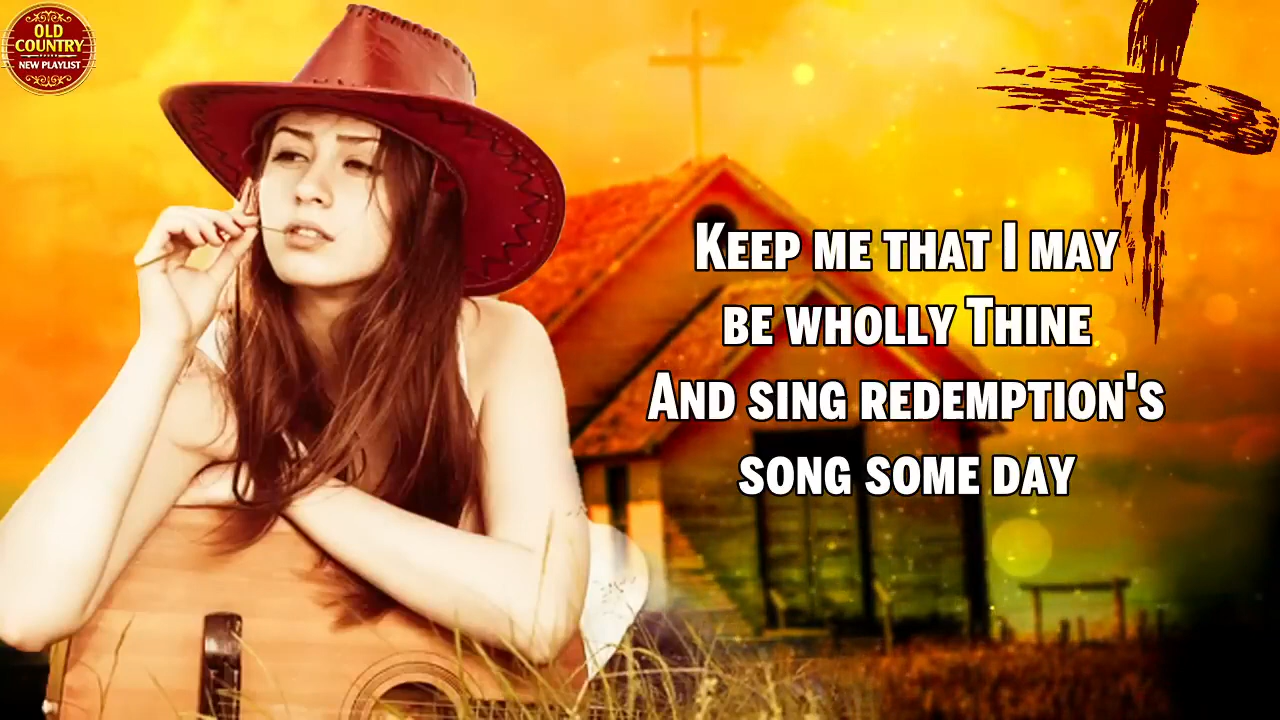 OLD
COUNTRY
NEW PLAYLIST
KEEP ME THAT I MAY
BE WHOLLY THINE
AND SING REDEMPTION'S
SONG SOME DAY